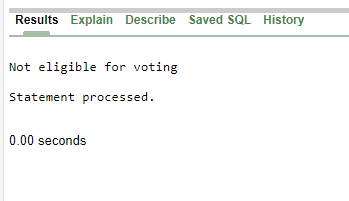 Results Explain Describe Saved SQL History
Not eligible for voting
Statement processed.
0.00 seconds